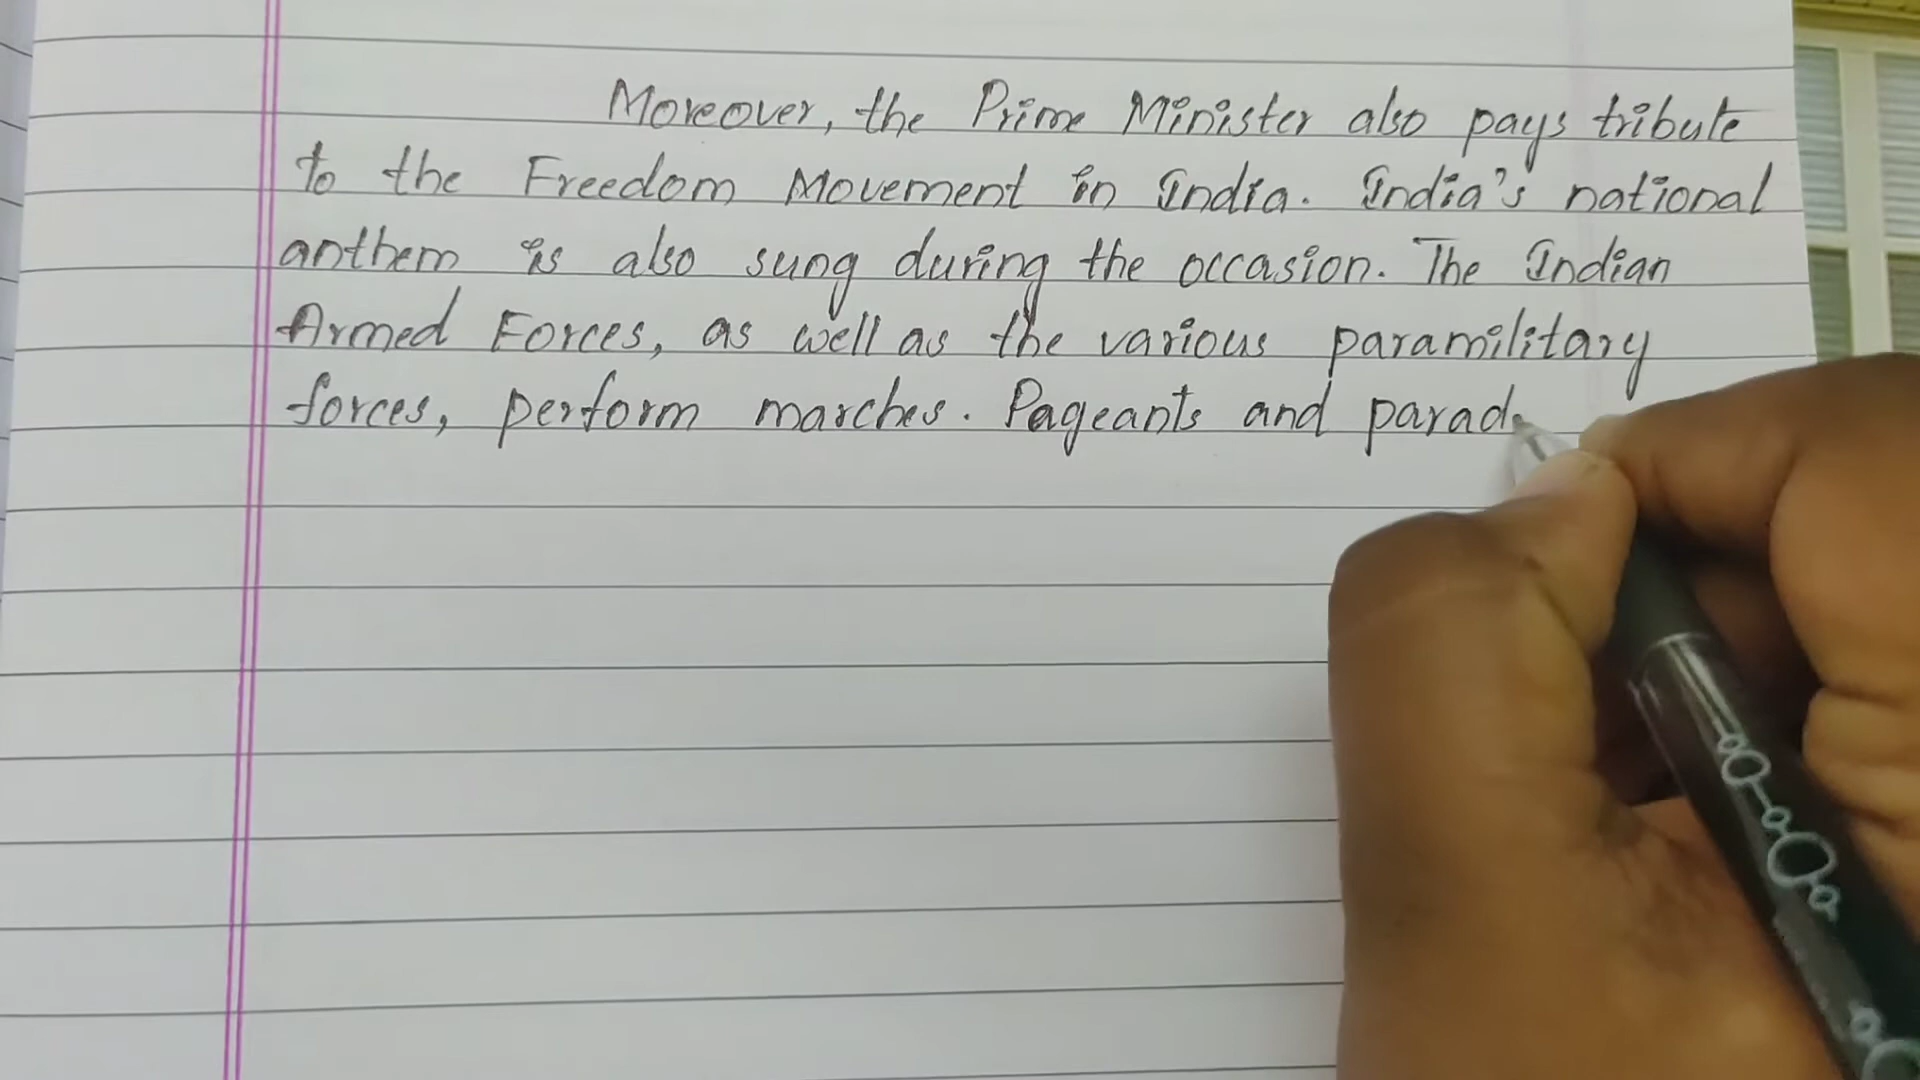 Moreover, the Prime Minister also pays tribute
to the Freedom Movement in India. India's national
anthem is also sung during the occasion. The Indian
Armed Forces, as well as the various paramilitary
forces, perform marches. Pageants and parad